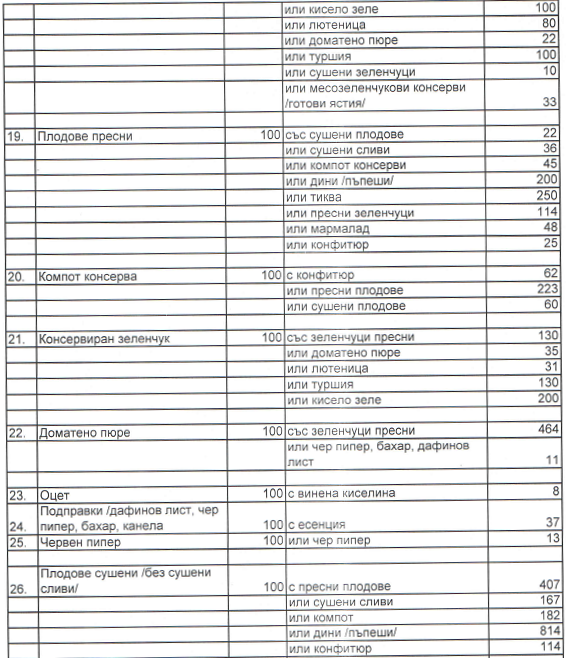 или кисело зеле 100
или лютеница 80
или доматено пюре 22
или туршия 100
или сушени зеленчуци 10
или месозеленчукови консерви
/готови ястия/ 33
19. Плодове пресни 100 със сушени плодове 22
или сушени сливи 36
или компот консерви 45
или дини /пъпеши/ 200
или тиква 250
или пресни зеленчуци 114
или мармалад 48
или конфитюр 25
20. Компот консерва 100 с конфитюр 62
или пресни плодове 223
или сушени плодове 60
21. Консервиран зеленчук 100 със зеленчуци пресни 130
или доматено пюре 35
или лютеница 31
или туршия 130
или кисело зеле 200
22. Доматено пюре 100 със зеленчуци пресни 464
или чер пипер, бахар, дафинов
лист 11
23. Оцет 100 с винена киселина 8
Подправки /дафинов лист, чер
24. пипер, бахар, канела 100 с есенция 37
25. Червен пипер 100 или чер пипер 13
Плодове сушени /без сушени
26. сливи/ 100 с пресни плодове 407
или сушени сливи 167
или компот 182
или дини /пъпеши/ 814
или конфитюр 114